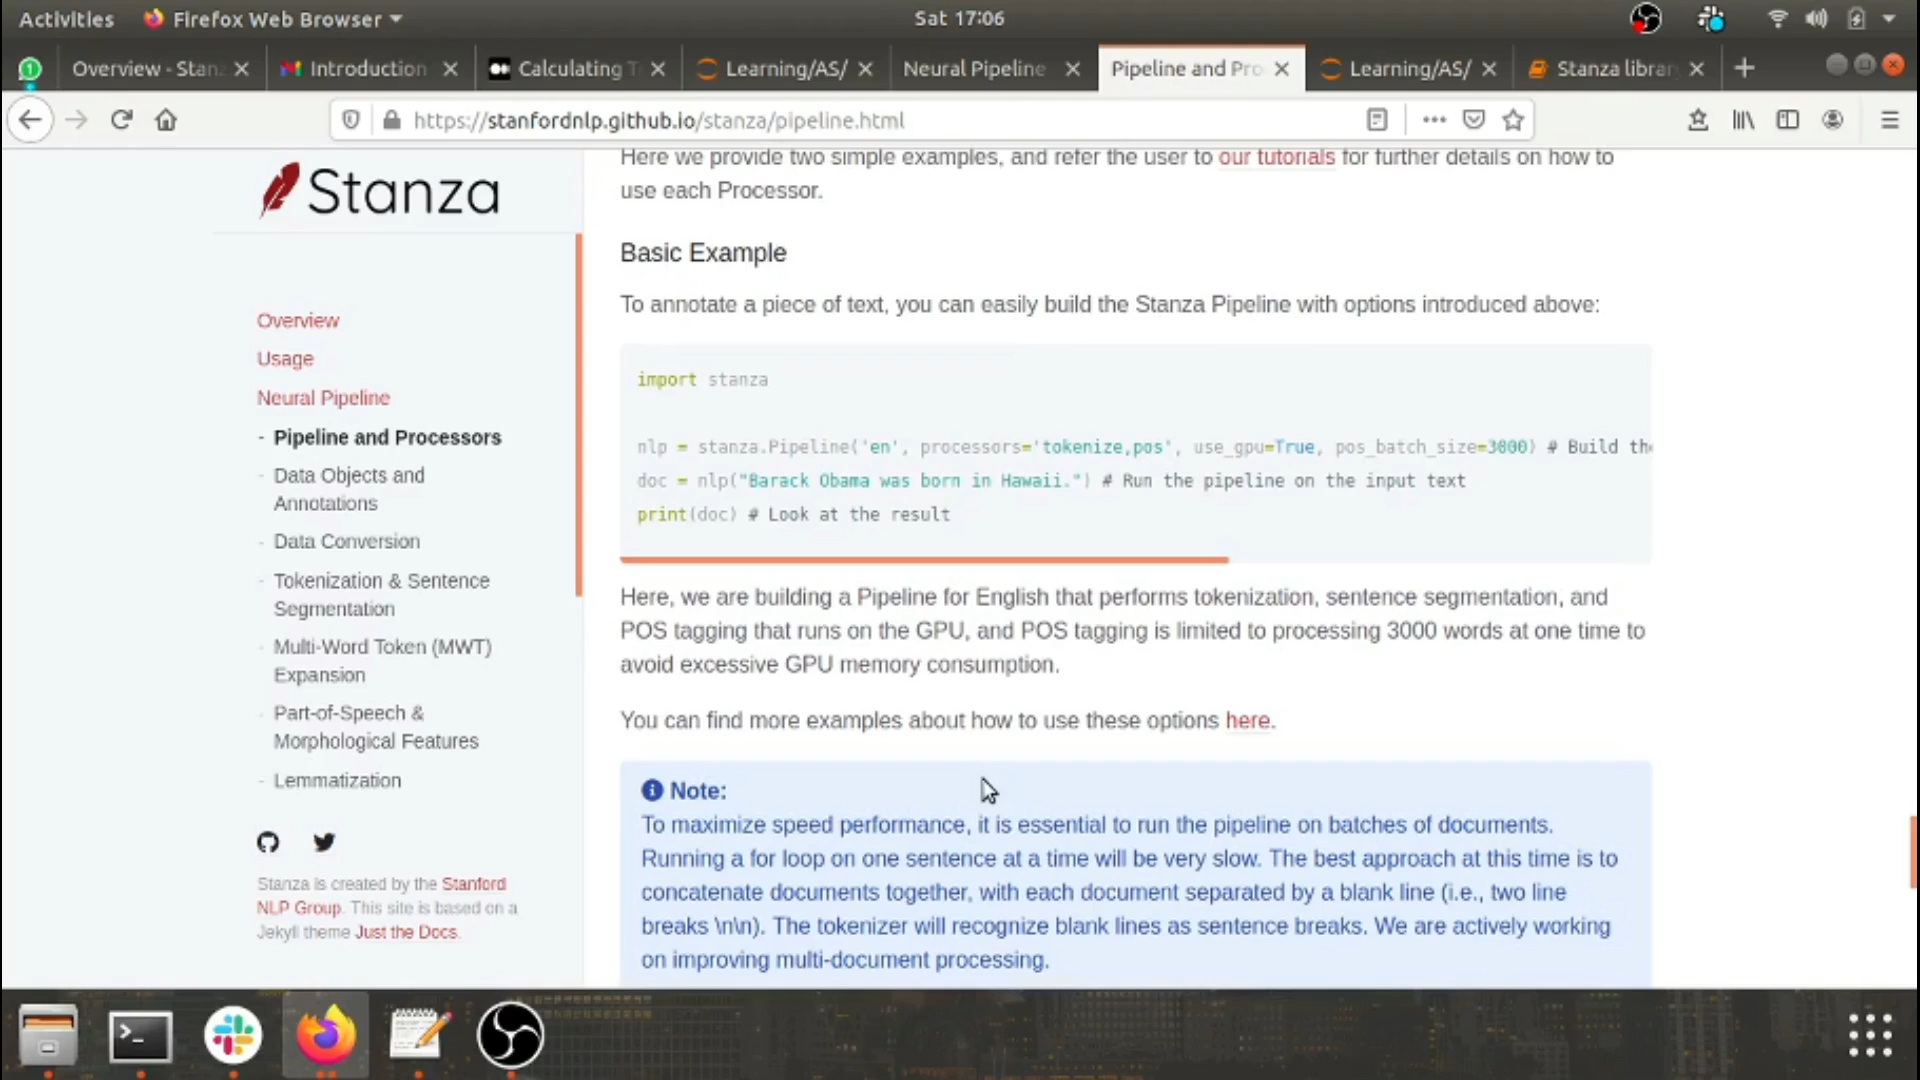 Activities
Firefox Web Browser
Sat 17:06
Overview - Stan
Introduction
Calculating T
Learning/AS/
Neural Pipeline
Pipeline and Pro
Learning/AS/
Stanza librar
https://stanfordnlp.github.io/stanza/pipeline.html
Stanza
Overview
Usage
Neural Pipeline
- Pipeline and Processors
- Data Objects and
Annotations
- Data Conversion
- Tokenization & Sentence
Segmentation
- Multi-Word Token (MWT)
Expansion
- Part-of-Speech &
Morphological Features
- Lemmatization
Stanza is created by the Stanford
NLP Group. This site is based on a
Jekyll theme Just the Docs.
Here we provide two simple examples, and refer the user to our tutorials for further details on how to
use each Processor.
Basic Example
To annotate a piece of text, you can easily build the Stanza Pipeline with options introduced above:
import stanza
nlp = stanza.Pipeline('en', processors='tokenize,pos', use_gpu=True, pos_batch_size=3000) # Build the
doc = nlp("Barack Obama was born in Hawaii.") # Run the pipeline on the input text
print(doc) # Look at the result
Here, we are building a Pipeline for English that performs tokenization, sentence segmentation, and
POS tagging that runs on the GPU, and POS tagging is limited to processing 3000 words at one time to
avoid excessive GPU memory consumption.
You can find more examples about how to use these options here.
Note:
To maximize speed performance, it is essential to run the pipeline on batches of documents.
Running a for loop on one sentence at a time will be very slow. The best approach at this time is to
concatenate documents together, with each document separated by a blank line (i.e., two line
breaks \n\n). The tokenizer will recognize blank lines as sentence breaks. We are actively working
on improving multi-document processing.